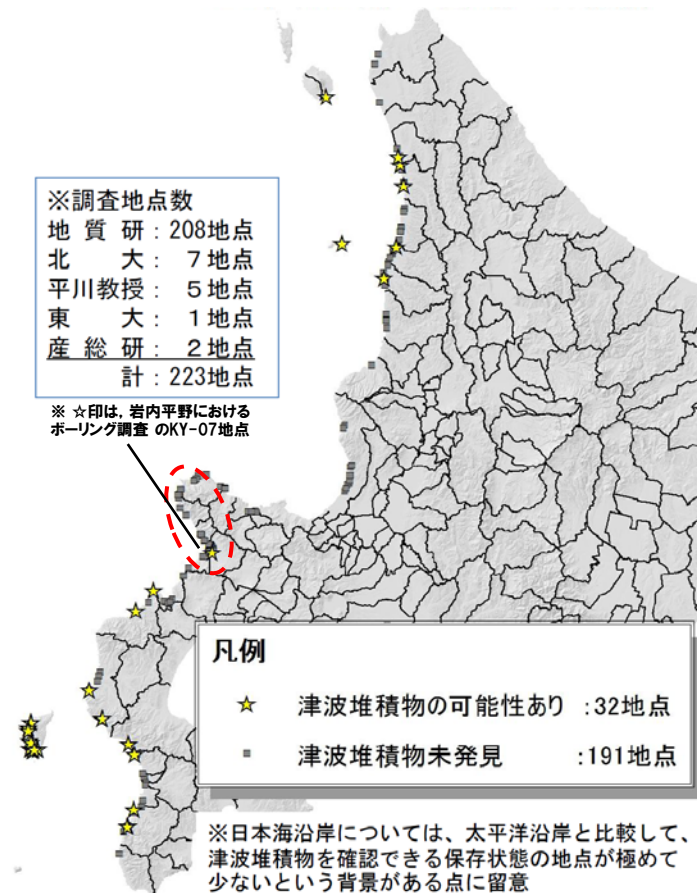 ※調査地点数
地質研：208地点
北大：7地点
平川教授：5地点
東大：1地点
産総研：2地点
計：223地点
※ ☆印は，岩内平野における
ボーリング調査 のKY-07地点
凡例
津波堆積物の可能性あり ：32地点
津波堆積物未発見 ：191地点
※日本海沿岸については、太平洋沿岸と比較して、
津波堆積物を確認できる保存状態の地点が極めて
少ないという背景がある点に留意